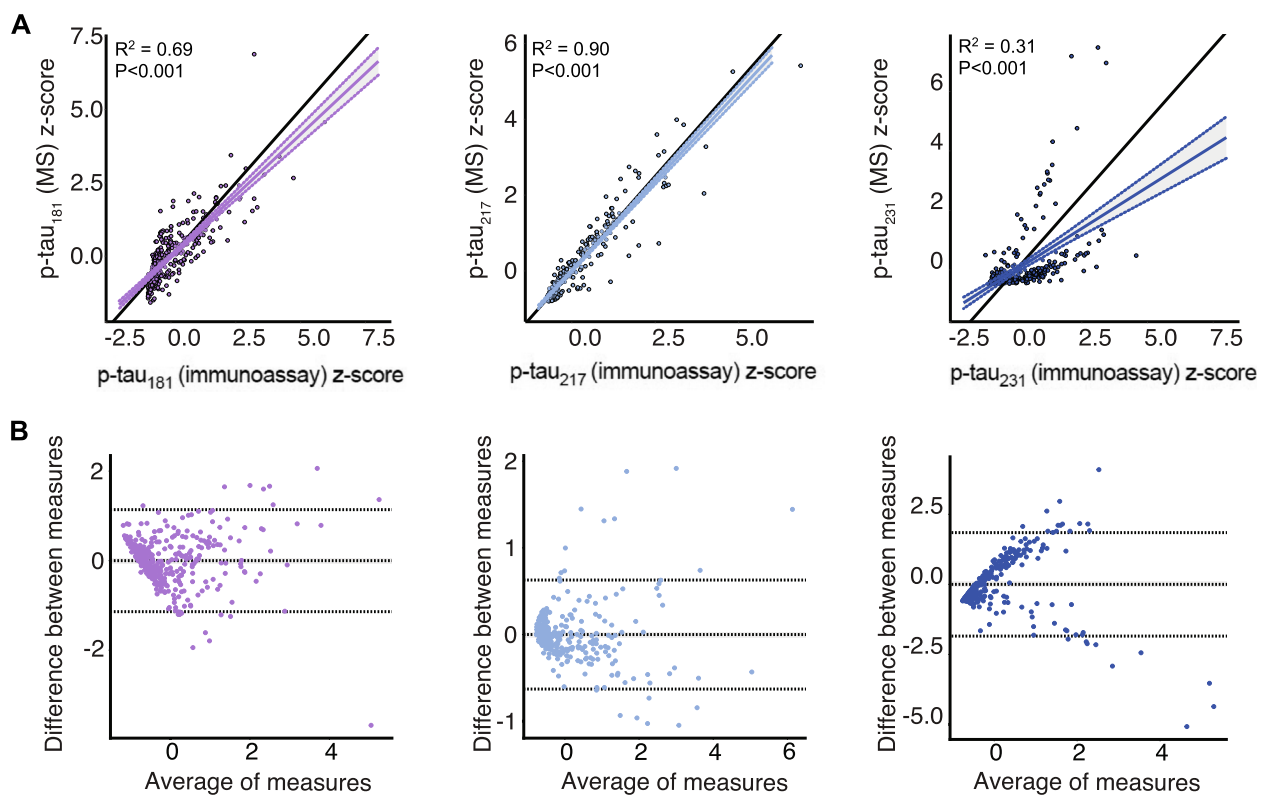 A
R² = 0.69
P<0.001
p-tau₁₈₁ (MS) z-score
7.5
5.0
2.5
0.0
-2.5 0.0 2.5 5.0 7.5
p-tau₁₈₁ (immunoassay) z-score
R² = 0.90
P<0.001
p-tau₂₁₇ (MS) z-score
6
4
2
0
0.0 2.5 5.0
p-tau₂₁₇ (immunoassay) z-score
R² = 0.31
P<0.001
p-tau₂₃₁ (MS) z-score
6
4
2
0
-2.5 0.0 2.5 5.0 7.5
p-tau₂₃₁ (immunoassay) z-score
B
Difference between measures
2
0
-2
0 2 4
Average of measures
Difference between measures
2
1
0
-1
0 2 4 6
Average of measures
Difference between measures
2.5
0.0
-2.5
-5.0
0 2 4
Average of measures